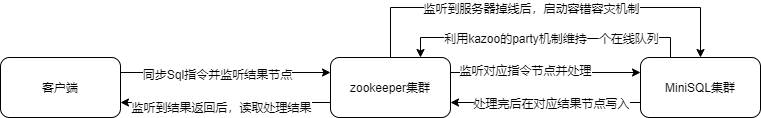 监听到服务器掉线后，启动容错容灾机制
利用kazoo的party机制维持一个在线队列
客户端
同步Sql指令并监听结果节点
监听到结果返回后，读取处理结果
zookeeper集群
监听对应指令节点并处理
处理完后在对应结果节点写入
MiniSQL集群